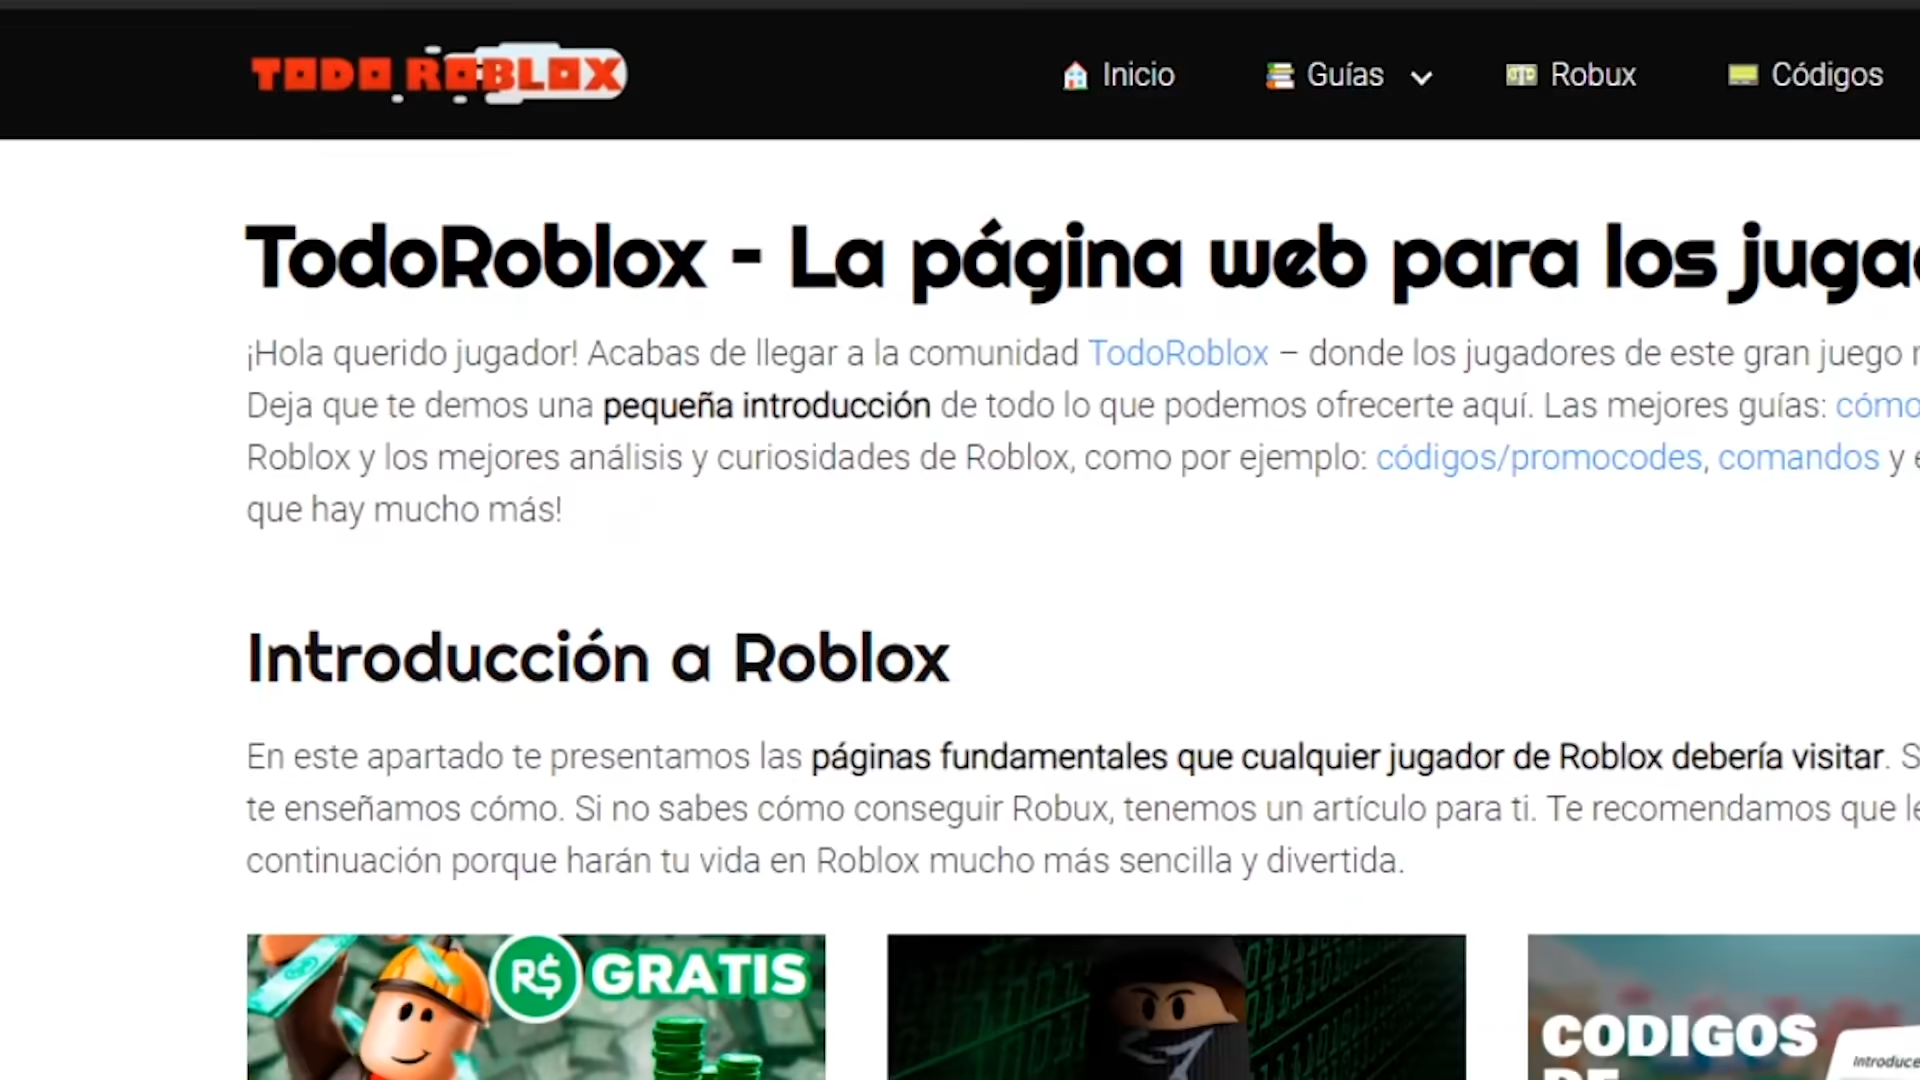 TODO ROBLOX
Inicio
Guías
Robux
Códigos
TodoRoblox - La página web para los
¡Hola querido jugador! Acabas de llegar a la comunidad TodoRoblox – donde los jugadores de este gran juego
Deja que te demos una pequeña introducción de todo lo que podemos ofrecerte aquí. Las mejores guías: cómo
Roblox y los mejores análisis y curiosidades de Roblox, como por ejemplo: códigos/promocodes, comandos y
que hay mucho más!
Introducción a Roblox
En este apartado te presentamos las páginas fundamentales que cualquier jugador de Roblox debería visitar.
te enseñamos cómo. Si no sabes cómo conseguir Robux, tenemos un artículo para ti. Te recomendamos que
continuación porque harán tu vida en Roblox mucho más sencilla y divertida.
R$ GRATIS
CODIGOS
DE
Introduce